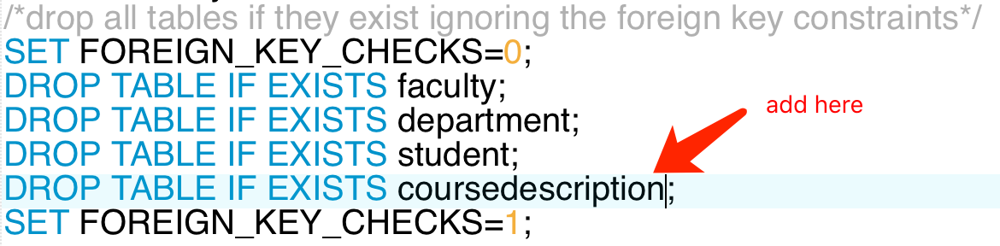 /*drop all tables if they exist ignoring the foreign key constraints*/
SET FOREIGN_KEY_CHECKS=0;
DROP TABLE IF EXISTS faculty;
add here
DROP TABLE IF EXISTS department;
DROP TABLE IF EXISTS student;
DROP TABLE IF EXISTS coursedescription;
SET FOREIGN_KEY_CHECKS=1;